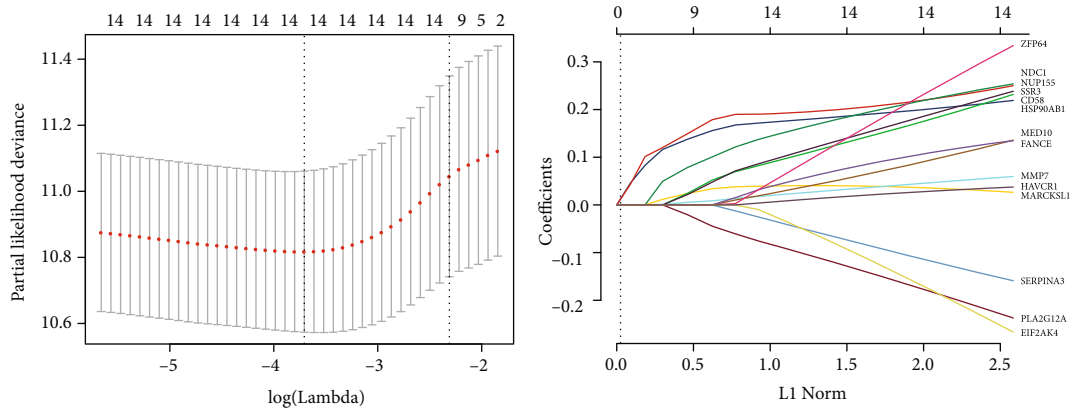 14 14 14 14 14 14 14 14 14 9 5 2
11.4
11.2
11.0
10.8
10.6
Partial likelihood deviance
−5 −4 −3 −2
log(Lambda)
0 9 14 14 14 14
0.3
0.2
0.1
0.0
−0.1
−0.2
Coefficients
ZFP64
NDC1
NUP155
SSR3
CD58
HSP90AB1
MED10
FANCE
MMP7
HAVCR1
MARCKSL1
SERPINA3
PLA2G12A
EIF2AK4
0.0 0.5 1.0 1.5 2.0 2.5
L1 Norm